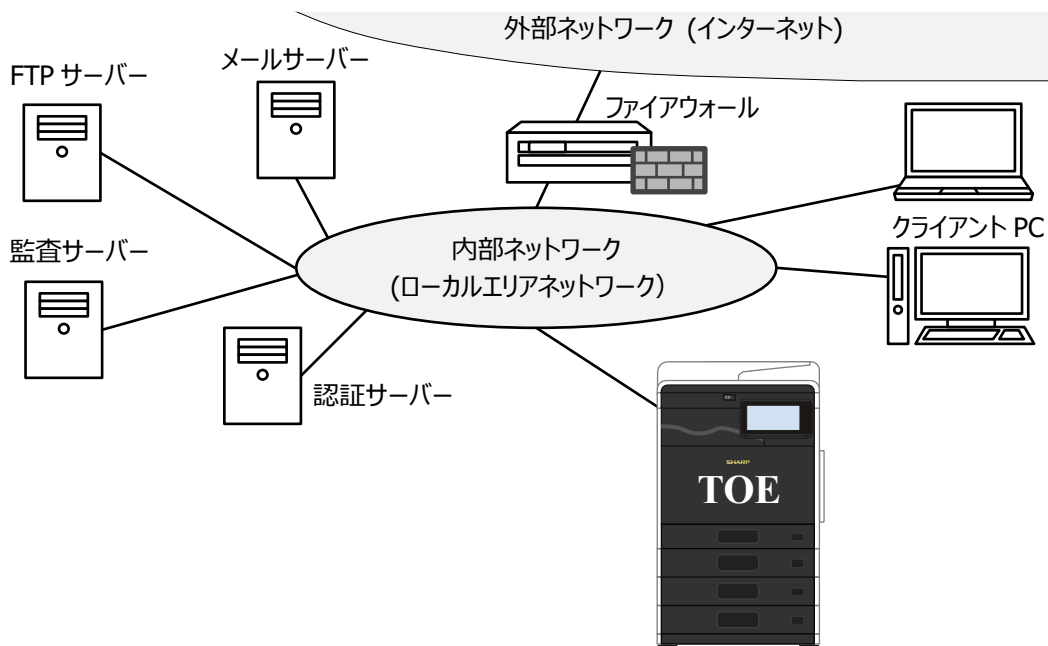 外部ネットワーク (インターネット)
メールサーバー
FTP サーバー
ファイアウォール
クライアント PC
監査サーバー
内部ネットワーク
(ローカルエリアネットワーク)
認証サーバー
SHARP
TOE